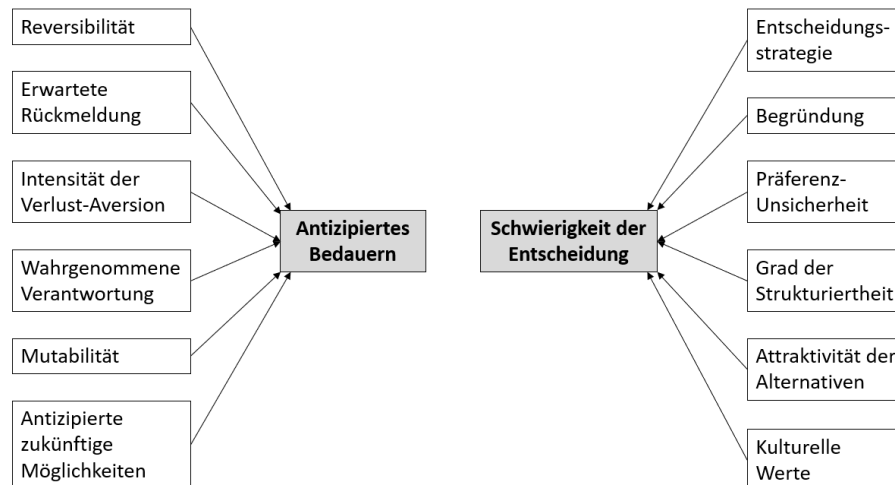 Reversibilität
Erwartete
Rückmeldung
Intensität der
Verlust-Aversion
Wahrgenommene
Verantwortung
Mutabilität
Antizipierte
zukünftige
Möglichkeiten
Antizipiertes
Bedauern
Schwierigkeit der
Entscheidung
Entscheidungs-
strategie
Begründung
Präferenz-
Unsicherheit
Grad der
Strukturiertheit
Attraktivität der
Alternativen
Kulturelle
Werte